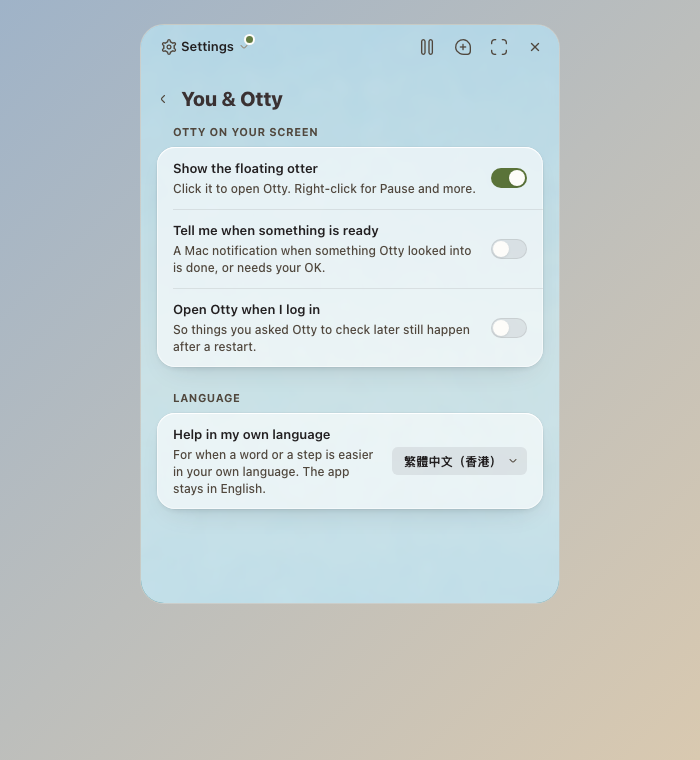 Settings
You & Otty
OTTY ON YOUR SCREEN
Show the floating otter
Click it to open Otty. Right-click for Pause and more.
Tell me when something is ready
A Mac notification when something Otty looked into
is done, or needs your OK.
Open Otty when I log in
So things you asked Otty to check later still happen
after a restart.
LANGUAGE
Help in my own language
For when a word or a step is easier
in your own language. The app
stays in English.
繁體中文（香港）